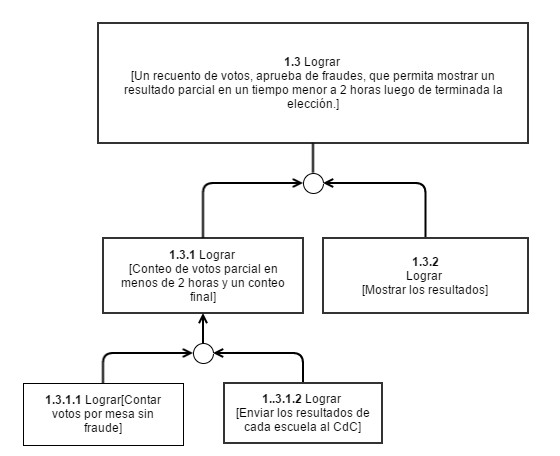 1.3 Lograr
[Un recuento de votos, aprueba de fraudes, que permita mostrar un
resultado parcial en un tiempo menor a 2 horas luego de terminada la
elección.]
1.3.1 Lograr
[Conteo de votos parcial en
menos de 2 horas y un conteo
final]
1.3.2
Lograr
[Mostrar los resultados]
1.3.1.1 Lograr[Contar
votos por mesa sin
fraude]
1..3.1.2 Lograr
[Enviar los resultados de
cada escuela al CdC]